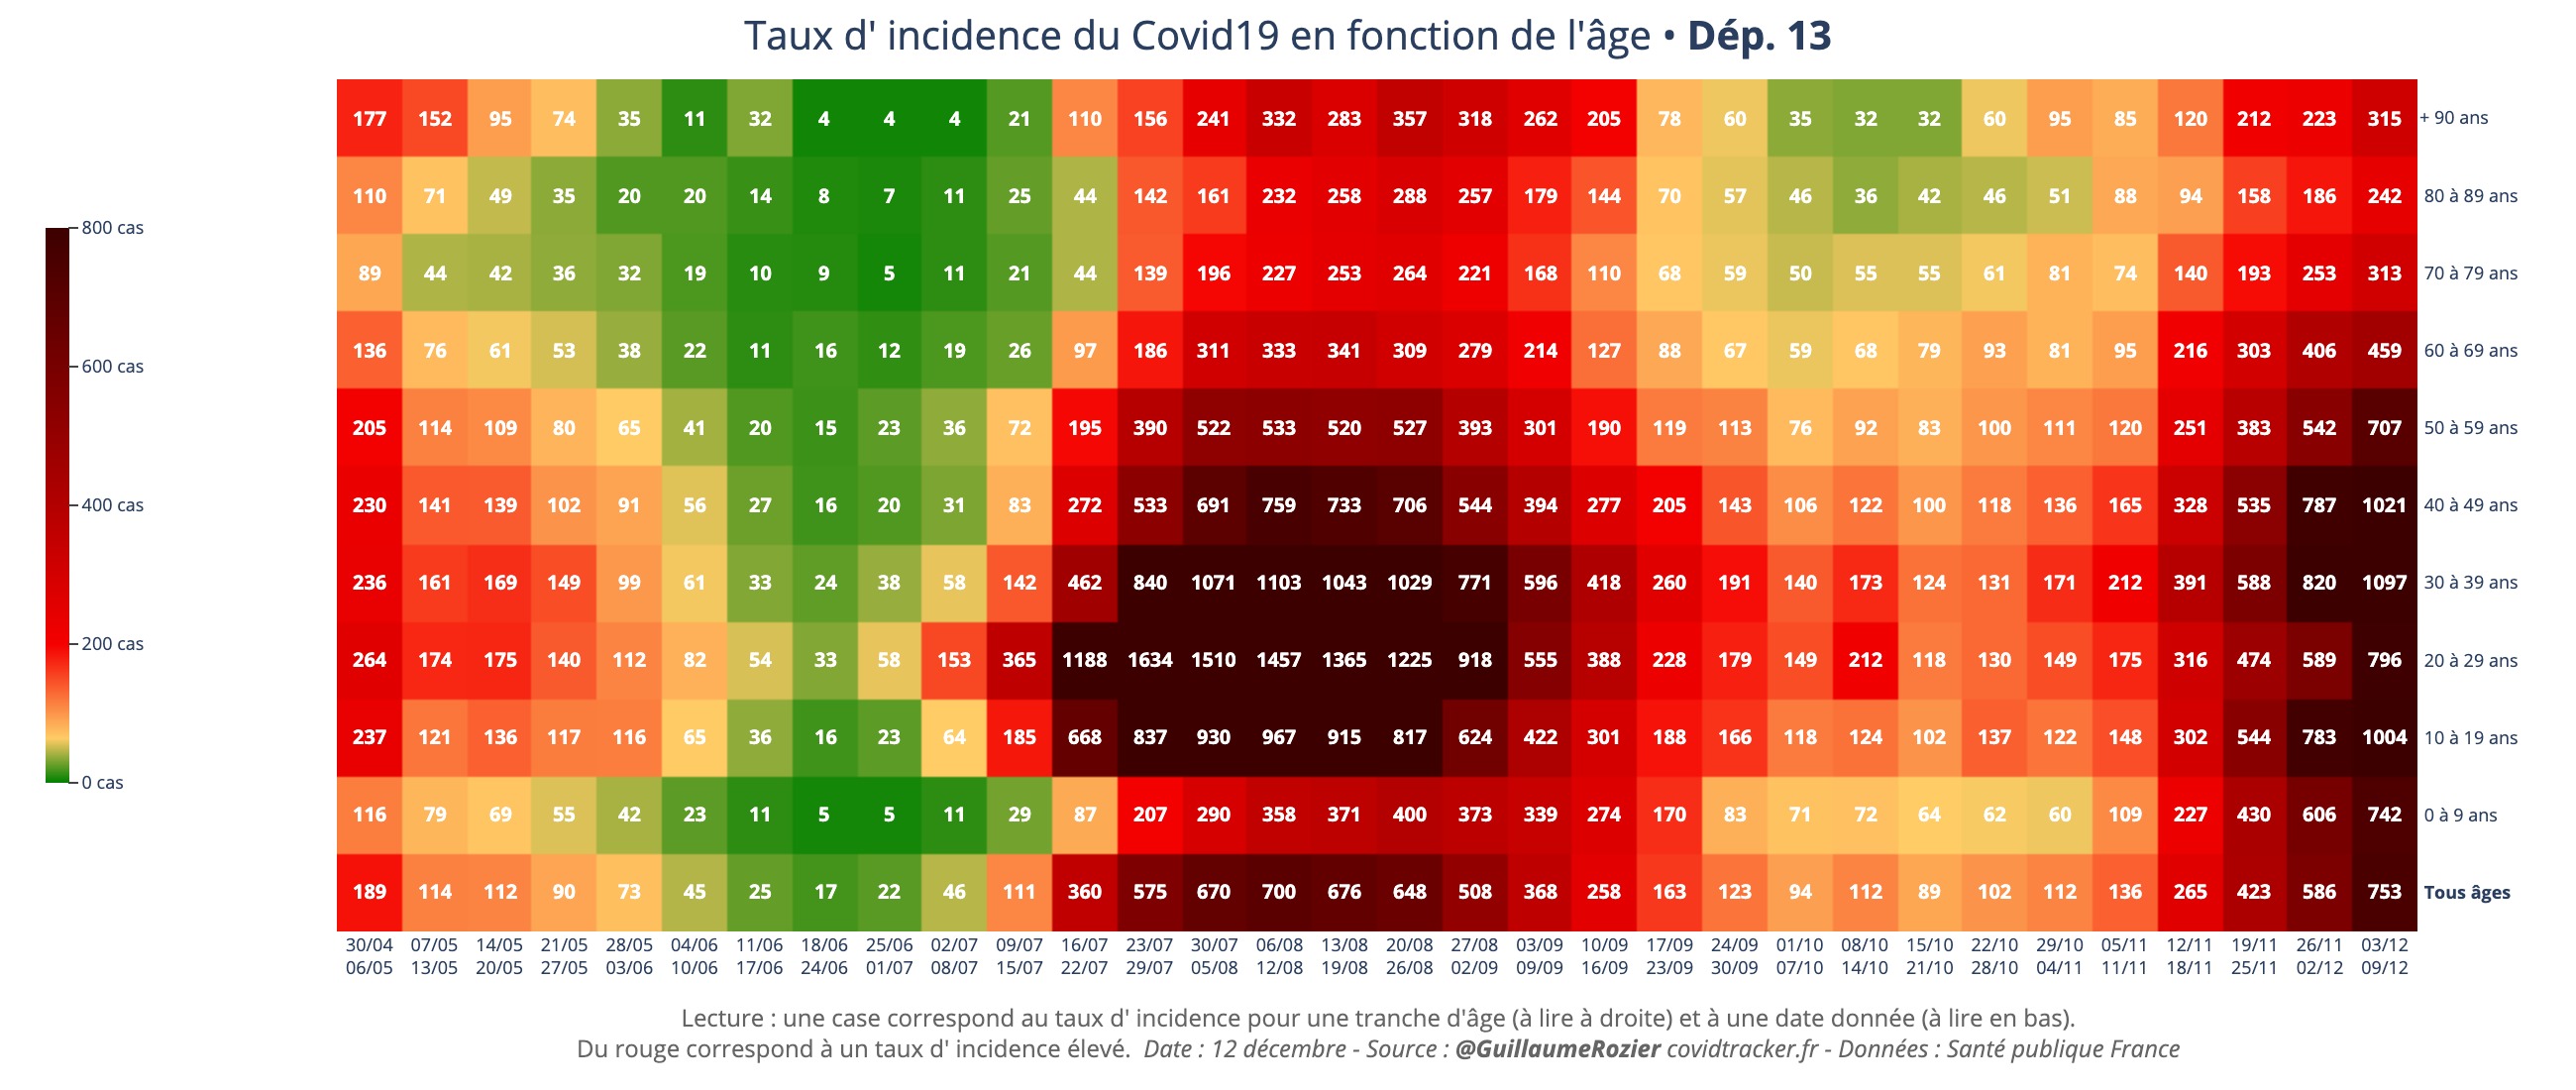 Taux d' incidence du Covid19 en fonction de l'âge • Dép. 13
177 152 95 74 35 11 32 4 4 4 21 110 156 241 332 283 357 318 262 205 78 60 35 32 32 60 95 85 120 212 223 315 + 90 ans
110 71 49 35 20 20 14 8 7 11 25 44 142 161 232 258 288 257 179 144 70 57 46 36 42 46 51 88 94 158 186 242 80 à 89 ans
800 cas
89 44 42 36 32 19 10 9 5 11 21 44 139 196 227 253 264 221 168 110 68 59 50 55 55 61 81 74 140 193 253 313 70 à 79 ans
136 76 61 53 38 22 11 16 12 19 26 97 186 311 333 341 309 279 214 127 88 67 59 68 79 93 81 95 216 303 406 459 60 à 69 ans
600 cas
205 114 109 80 65 41 20 15 23 36 72 195 390 522 533 520 527 393 301 190 119 113 76 92 83 100 111 120 251 383 542 707 50 à 59 ans
400 cas
230 141 139 102 91 56 27 16 20 31 83 272 533 691 759 733 706 544 394 277 205 143 106 122 100 118 136 165 328 535 787 1021 40 à 49 ans
236 161 169 149 99 61 33 24 38 58 142 462 840 1071 1103 1043 1029 771 596 418 260 191 140 173 124 131 171 212 391 588 820 1097 30 à 39 ans
200 cas
264 174 175 140 112 82 54 33 58 153 365 1188 1634 1510 1457 1365 1225 918 555 388 228 179 149 212 118 130 149 175 316 474 589 796 20 à 29 ans
237 121 136 117 116 65 36 16 23 64 185 668 837 930 967 915 817 624 422 301 188 166 118 124 102 137 122 148 302 544 783 1004 10 à 19 ans
0 cas
116 79 69 55 42 23 11 5 5 11 29 87 207 290 358 371 400 373 339 274 170 83 71 72 64 62 60 109 227 430 606 742 0 à 9 ans
189 114 112 90 73 45 25 17 22 46 111 360 575 670 700 676 648 508 368 258 163 123 94 112 89 102 112 136 265 423 586 753 Tous âges
30/04 07/05 14/05 21/05 28/05 04/06 11/06 18/06 25/06 02/07 09/07 16/07 23/07 30/07 06/08 13/08 20/08 27/08 03/09 10/09 17/09 24/09 01/10 08/10 15/10 22/10 29/10 05/11 12/11 19/11 26/11 03/12
06/05 13/05 20/05 27/05 03/06 10/06 17/06 24/06 01/07 08/07 15/07 22/07 29/07 05/08 12/08 19/08 26/08 02/09 09/09 16/09 23/09 30/09 07/10 14/10 21/10 28/10 04/11 11/11 18/11 25/11 02/12 09/12
Lecture : une case correspond au taux d' incidence pour une tranche d'âge (à lire à droite) et à une date donnée (à lire en bas).
Du rouge correspond à un taux d' incidence élevé. Date : 12 décembre - Source : @GuillaumeRozier covidtracker.fr - Données : Santé publique France